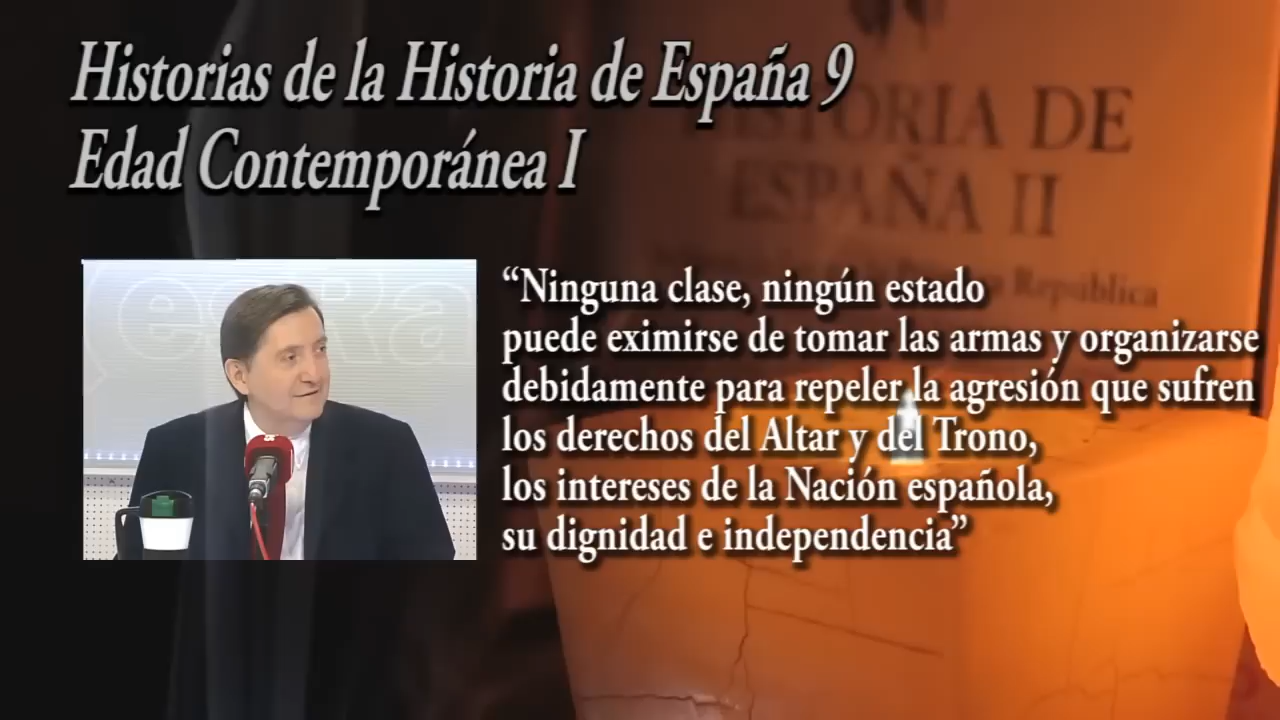 Historias de la Historia de España 9
Edad Contemporánea I
HISTORIA DE
ESPAÑA II
República
esRa
“Ninguna clase, ningún estado
puede eximirse de tomar las armas y organizarse
debidamente para repeler la agresión que sufren
los derechos del Altar y del Trono,
los intereses de la Nación española,
su dignidad e independencia”